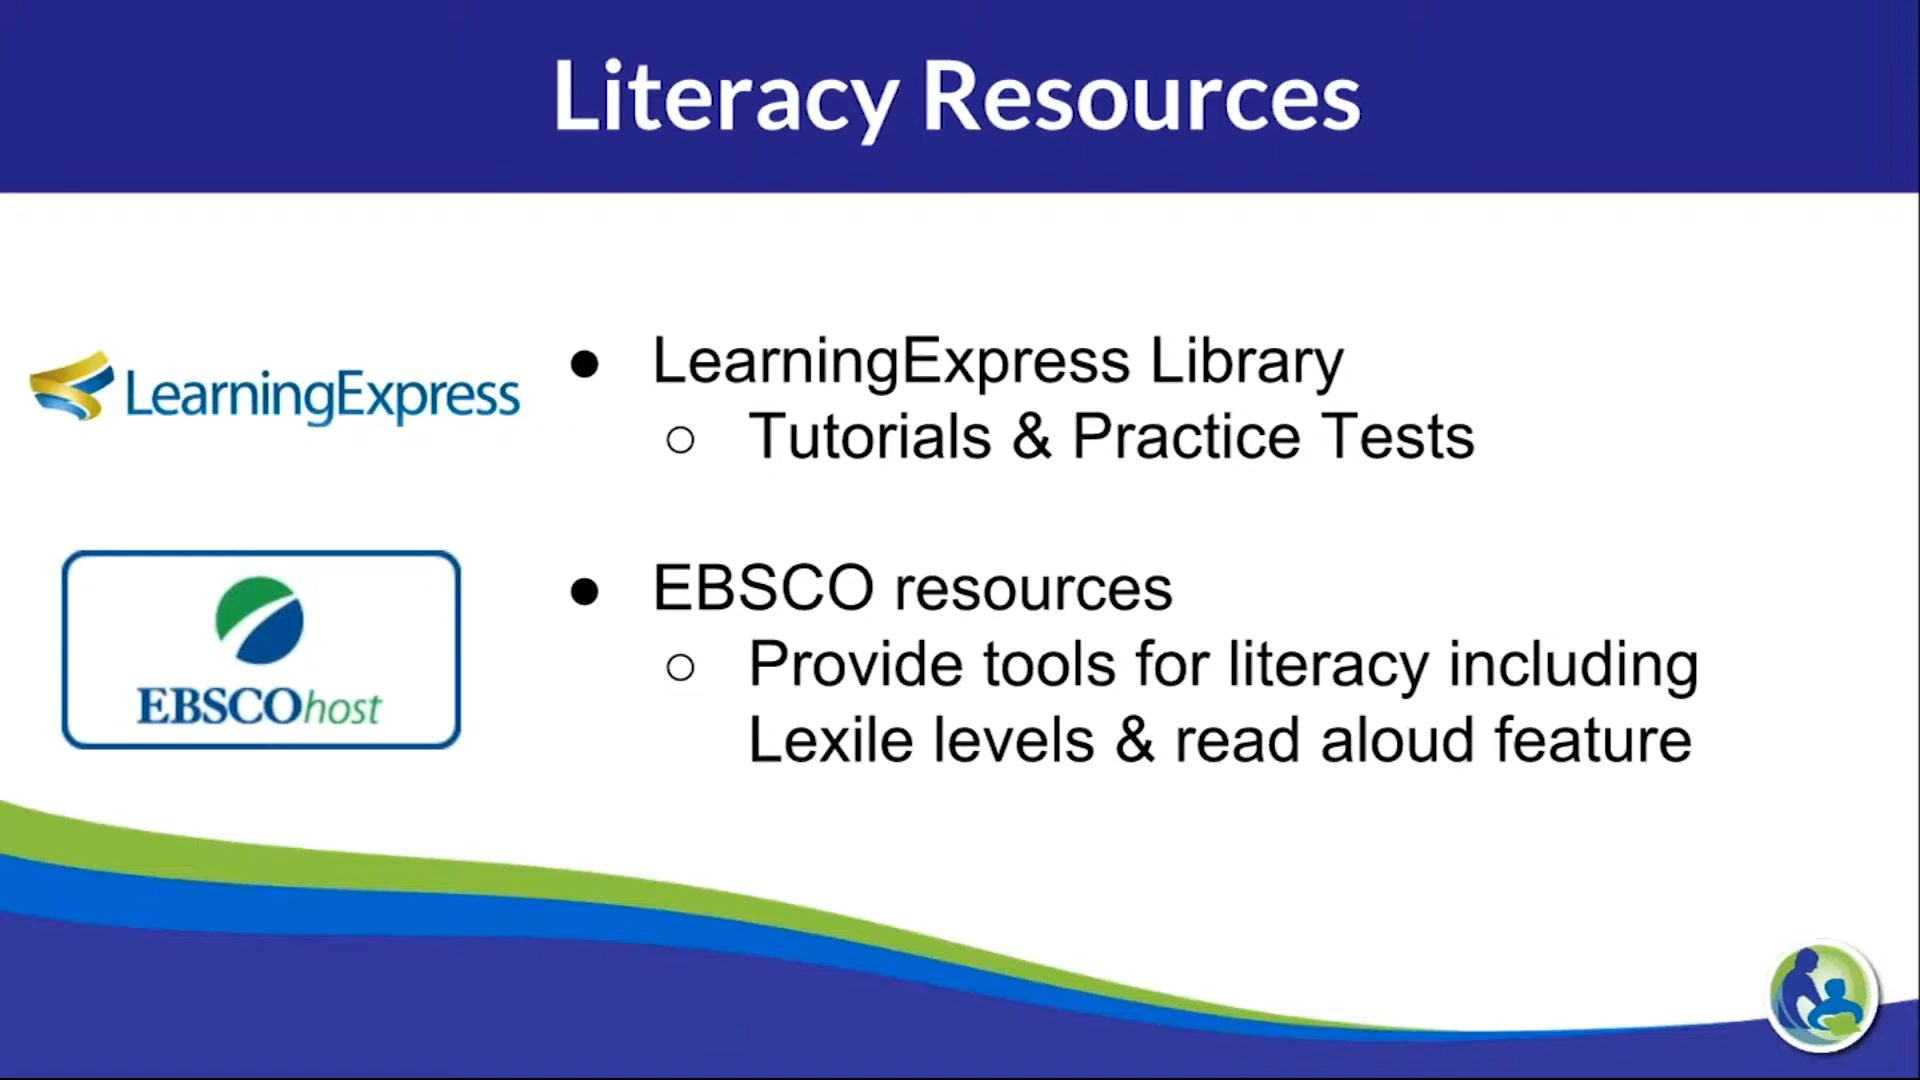 Literacy Resources
LearningExpress
● LearningExpress Library
○ Tutorials & Practice Tests
EBSCOhost
● EBSCO resources
○ Provide tools for literacy including
Lexile levels & read aloud feature